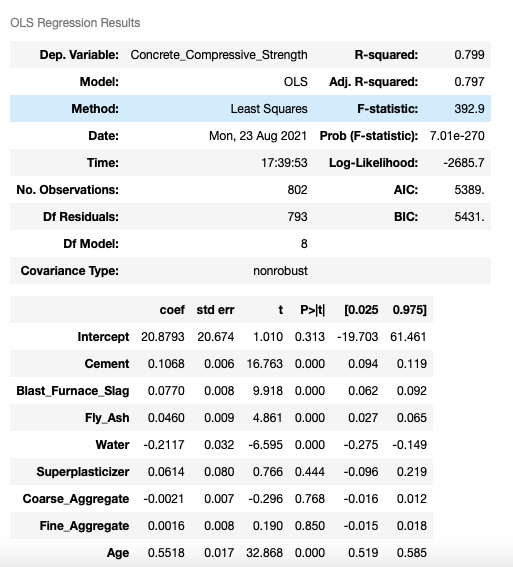 OLS Regression Results
Dep. Variable: Concrete_Compressive_Strength R-squared: 0.799
Model: OLS Adj. R-squared: 0.797
Method: Least Squares F-statistic: 392.9
Date: Mon, 23 Aug 2021 Prob (F-statistic): 7.01e-270
Time: 17:39:53 Log-Likelihood: -2685.7
No. Observations: 802 AIC: 5389.
Df Residuals: 793 BIC: 5431.
Df Model: 8
Covariance Type: nonrobust
coef std err t P>|t| [0.025 0.975]
Intercept 20.8793 20.674 1.010 0.313 -19.703 61.461
Cement 0.1068 0.006 16.763 0.000 0.094 0.119
Blast_Furnace_Slag 0.0770 0.008 9.918 0.000 0.062 0.092
Fly_Ash 0.0460 0.009 4.861 0.000 0.027 0.065
Water -0.2117 0.032 -6.595 0.000 -0.275 -0.149
Superplasticizer 0.0614 0.080 0.766 0.444 -0.096 0.219
Coarse_Aggregate -0.0021 0.007 -0.296 0.768 -0.016 0.012
Fine_Aggregate 0.0016 0.008 0.190 0.850 -0.015 0.018
Age 0.5518 0.017 32.868 0.000 0.519 0.585